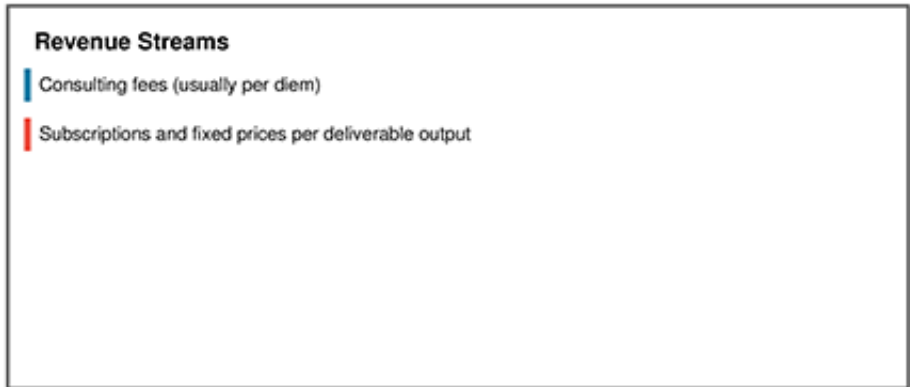 Revenue Streams
Consulting fees (usually per diem)
Subscriptions and fixed prices per deliverable output